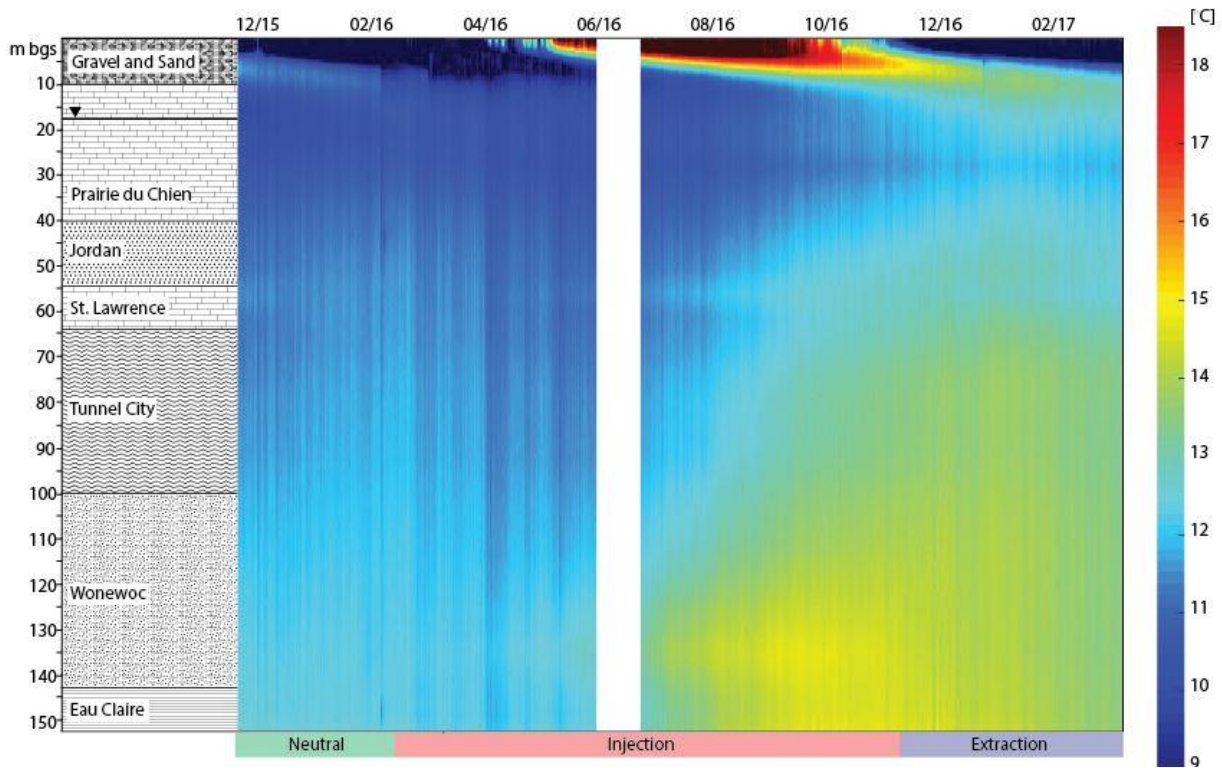 12/15 02/16 04/16 06/16 08/16 10/16 12/16 02/17
[C]
m bgs
Gravel and Sand
10
20
30
Prairie du Chien
40
Jordan
50
St. Lawrence
60
70
Tunnel City
80
90
100
110
Wonewoc
120
130
140
Eau Claire
150
Neutral Injection Extraction
18
17
16
15
14
13
12
11
10
9